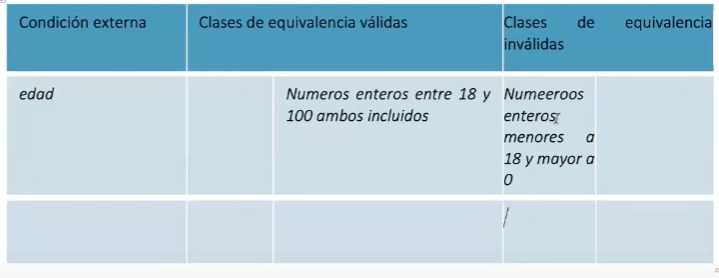 Condición externa
Clases de equivalencia válidas
Clases de equivalencia
inválidas
edad
Numeros enteros entre 18 y
100 ambos incluidos
Numeeroos
enteros
menores a
18 y mayor a
0
/